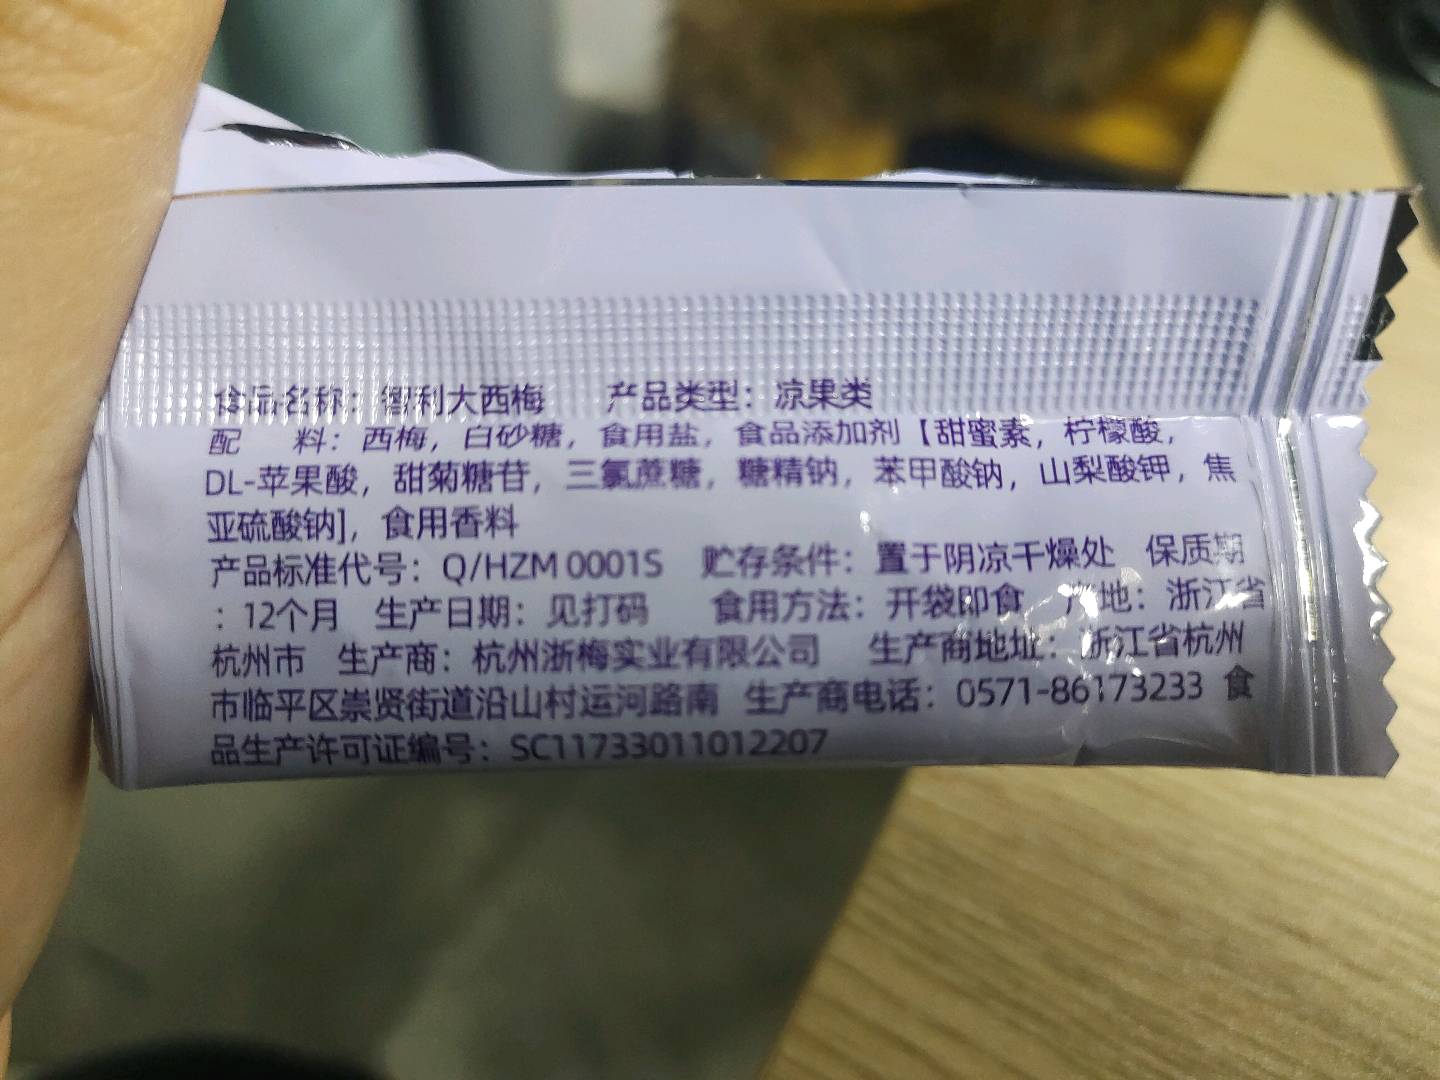 食品名称：智利大西梅 产品类型：凉果类
配 料：西梅，白砂糖，食用盐，食品添加剂【甜蜜素，柠檬酸，
DL-苹果酸，甜菊糖苷，三氯蔗糖，糖精钠，苯甲酸钠，山梨酸钾，焦
亚硫酸钠]，食用香料
产品标准代号：Q/HZM 0001S 贮存条件：置于阴凉干燥处 保质期
：12个月 生产日期：见打码 食用方法：开袋即食 产地：浙江省
杭州市 生产商：杭州浙梅实业有限公司 生产商地址：浙江省杭州
市临平区崇贤街道沿山村运河路南 生产商电话：0571-86173233 食
品生产许可证编号：SC11733011012207